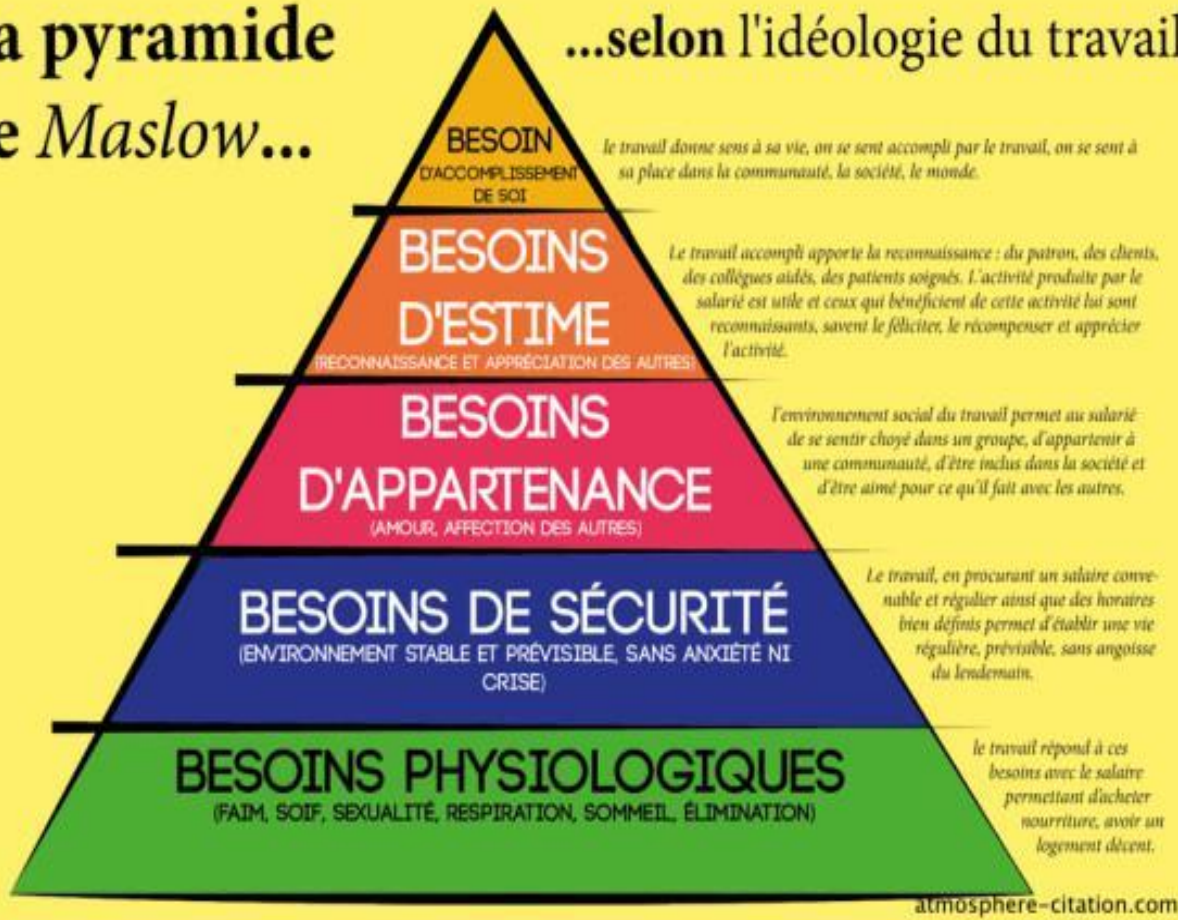 a pyramide
e Maslow...
...selon l'idéologie du travail
BESOIN
D'ACCOMPLISSEMENT
DE SOI
le travail donne sens à sa vie, on se sent accompli par le travail, on se sent à
sa place dans la communauté, la société, le monde.
BESOINS
D'ESTIME
(RECONNAISSANCE ET APPRÉCIATION DES AUTRES)
Le travail accompli apporte la reconnaissance : du patron, des clients,
des collègues aidés, des patients soignés. L'activité produite par le
salarié est utile et ceux qui bénéficient de cette activité lui sont
reconnaissants, savent le féliciter, le récompenser et apprécier
l'activité.
BESOINS
D'APPARTENANCE
(AMOUR, AFFECTION DES AUTRES)
l'environnement social du travail permet au salarié
de se sentir choyé dans un groupe, d'appartenir à
une communauté, d'être inclus dans la société et
d'être aimé pour ce qu'il fait avec les autres.
BESOINS DE SÉCURITÉ
(ENVIRONNEMENT STABLE ET PRÉVISIBLE, SANS ANXIÉTÉ NI
CRISE)
Le travail, en procurant un salaire conve-
nable et régulier ainsi que des horaires
bien définis permet d'établir une vie
régulière, prévisible, sans angoisse
du lendemain.
BESOINS PHYSIOLOGIQUES
(FAIM, SOIF, SEXUALITÉ, RESPIRATION, SOMMEIL, ÉLIMINATION)
le travail répond à ces
besoins avec le salaire
permettant d'acheter
nourriture, avoir un
logement décent.
atmosphere-citation.com